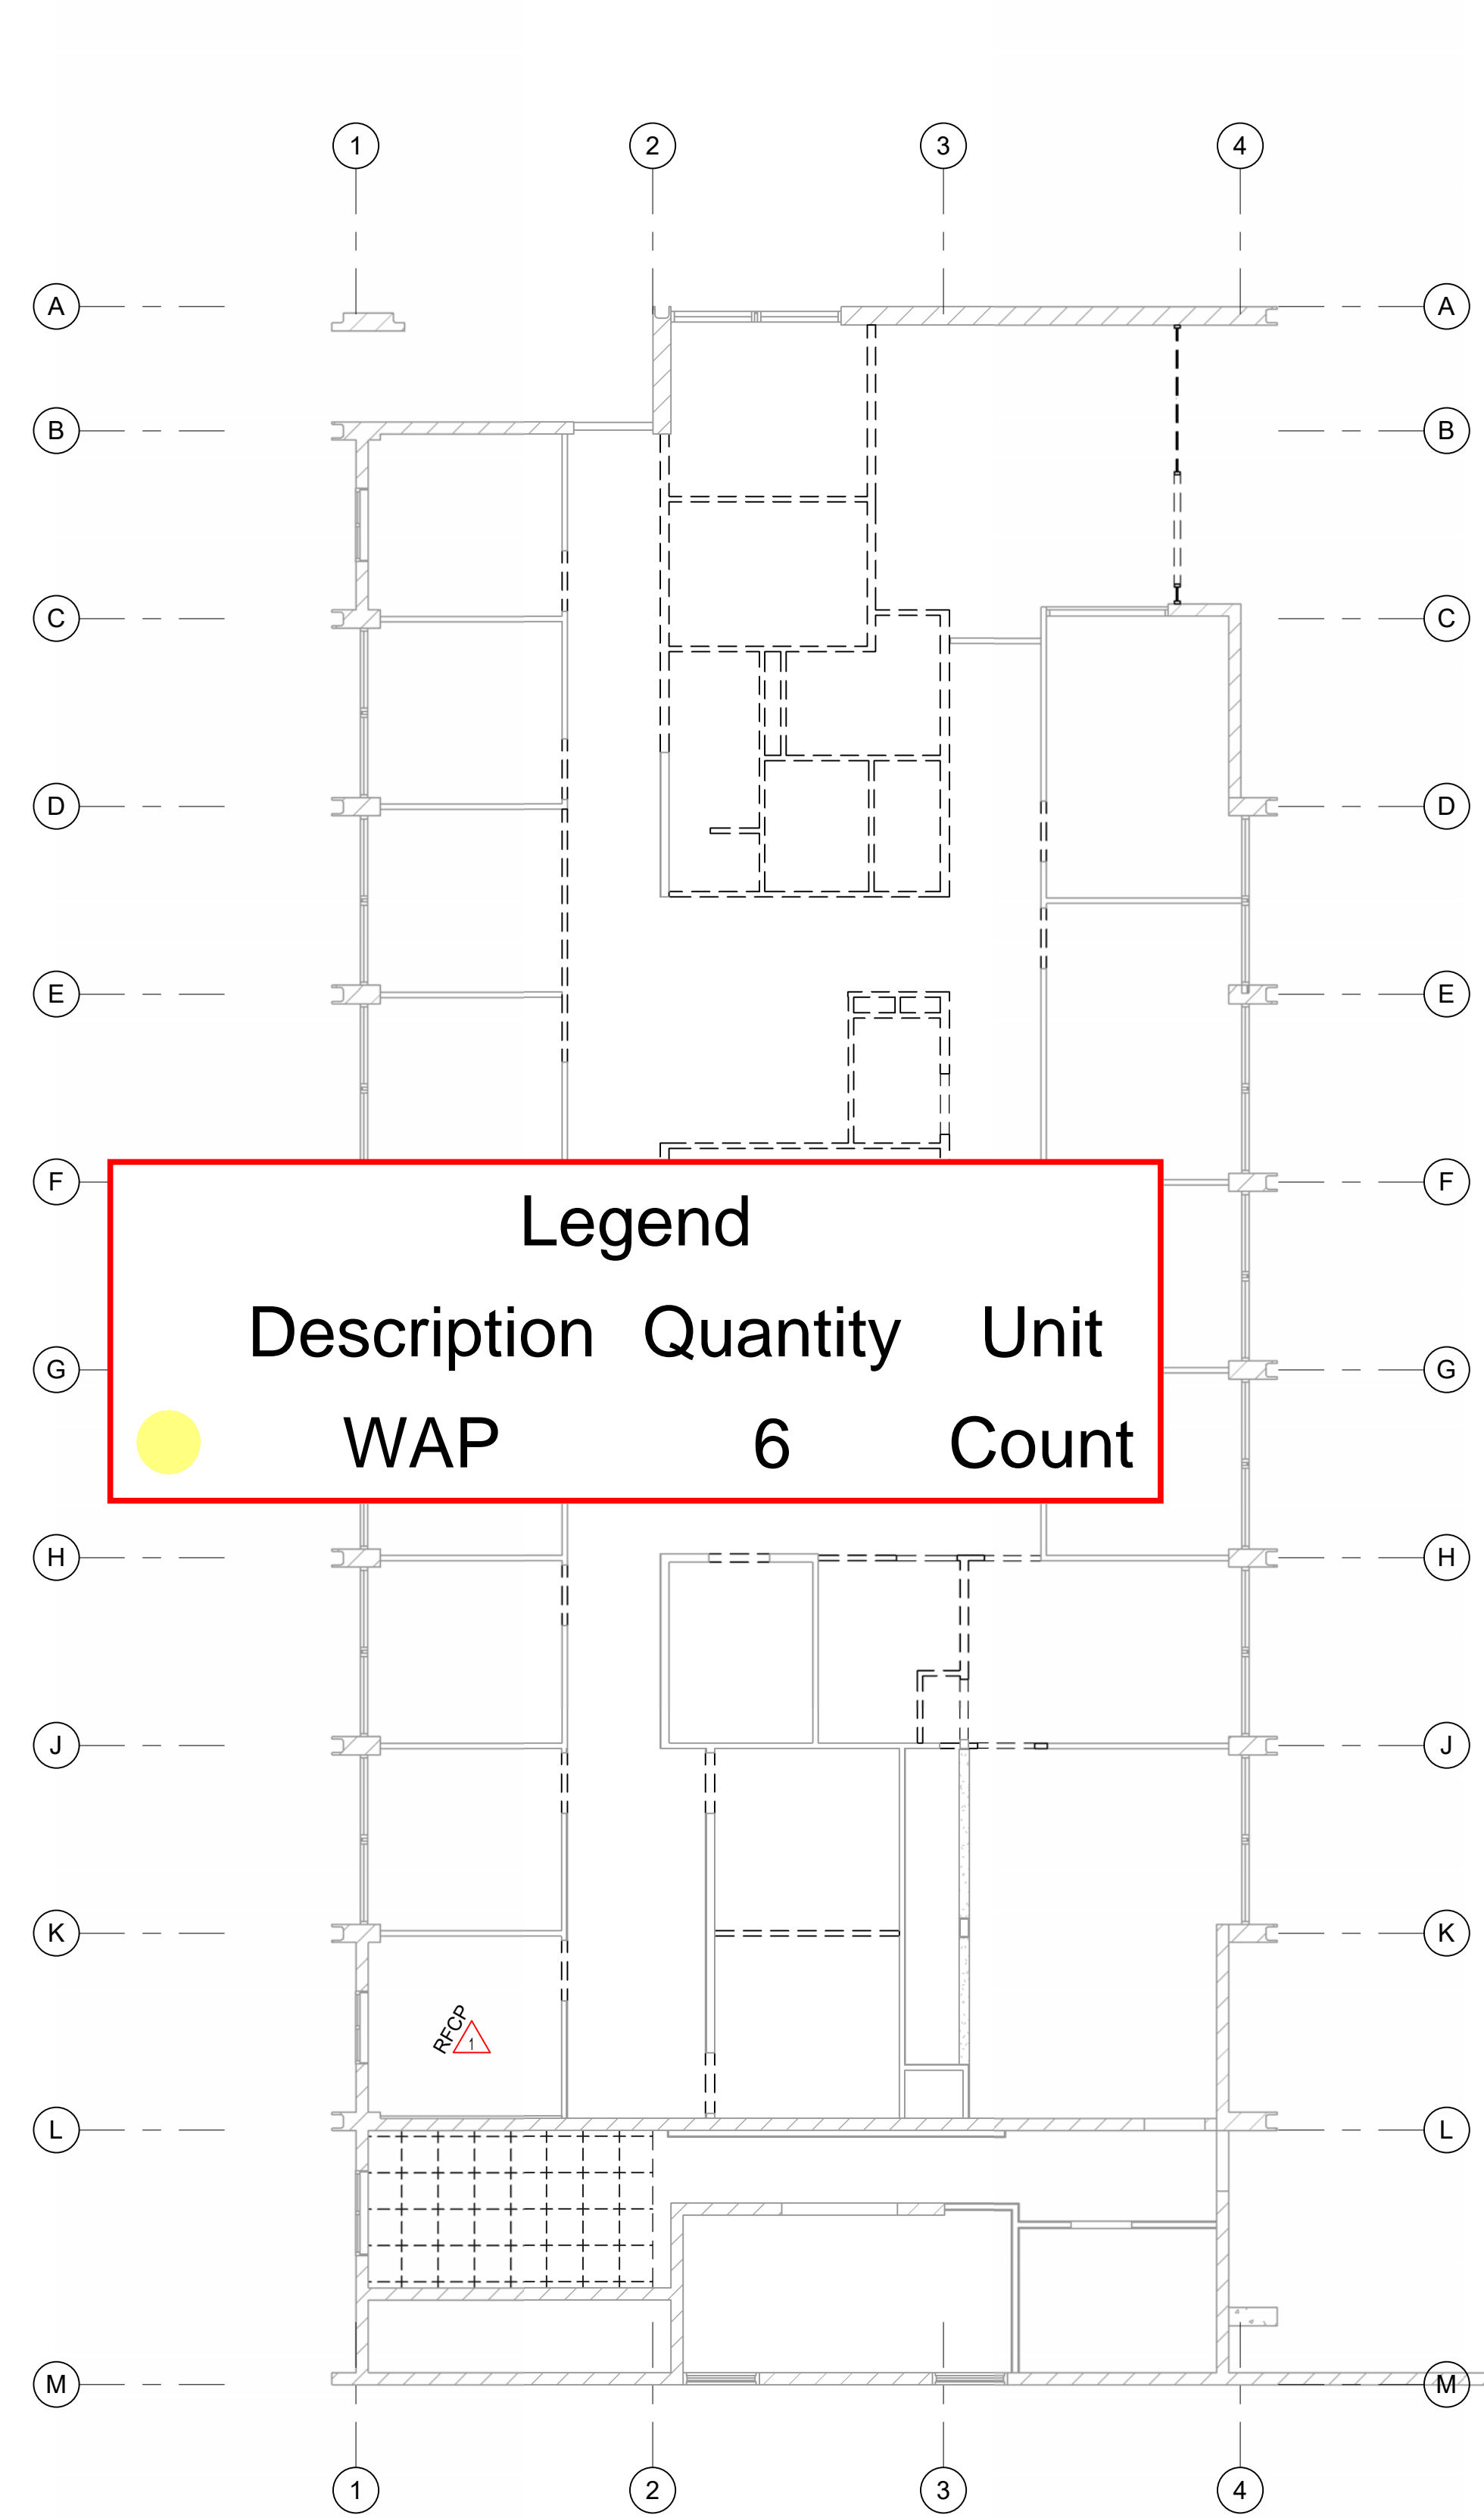 1 2 3 4
A A
B B
C C
D D
E E
F F
Legend
Description Quantity Unit
G G
WAP 6 Count
H H
J J
K K
RFCP
1
L L
M M
1 2 3 4